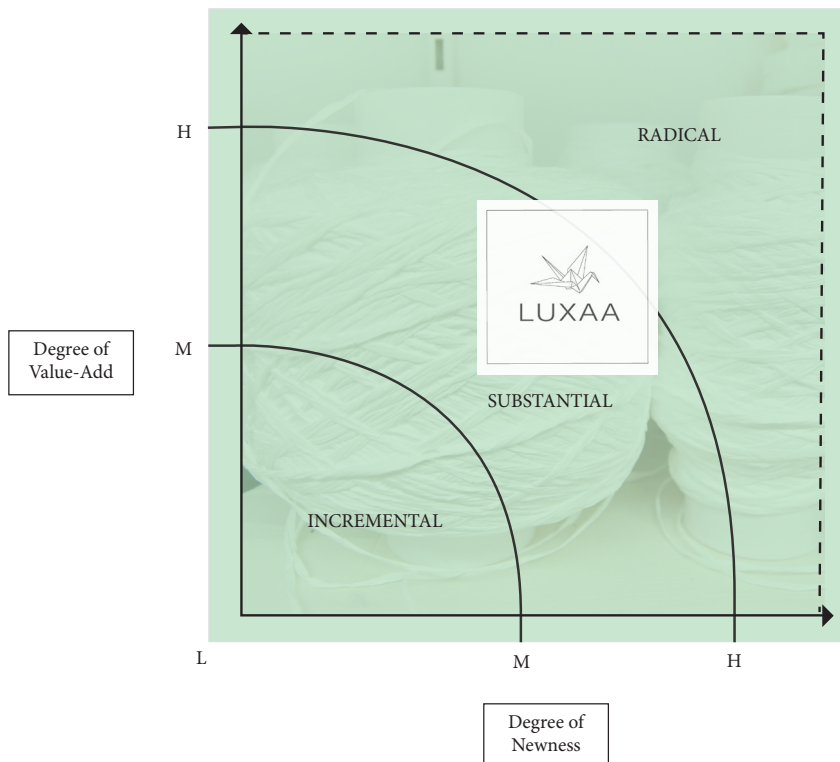 H
RADICAL
LUXAA
Degree of
Value-Add
M
SUBSTANTIAL
INCREMENTAL
L
M
H
Degree of
Newness